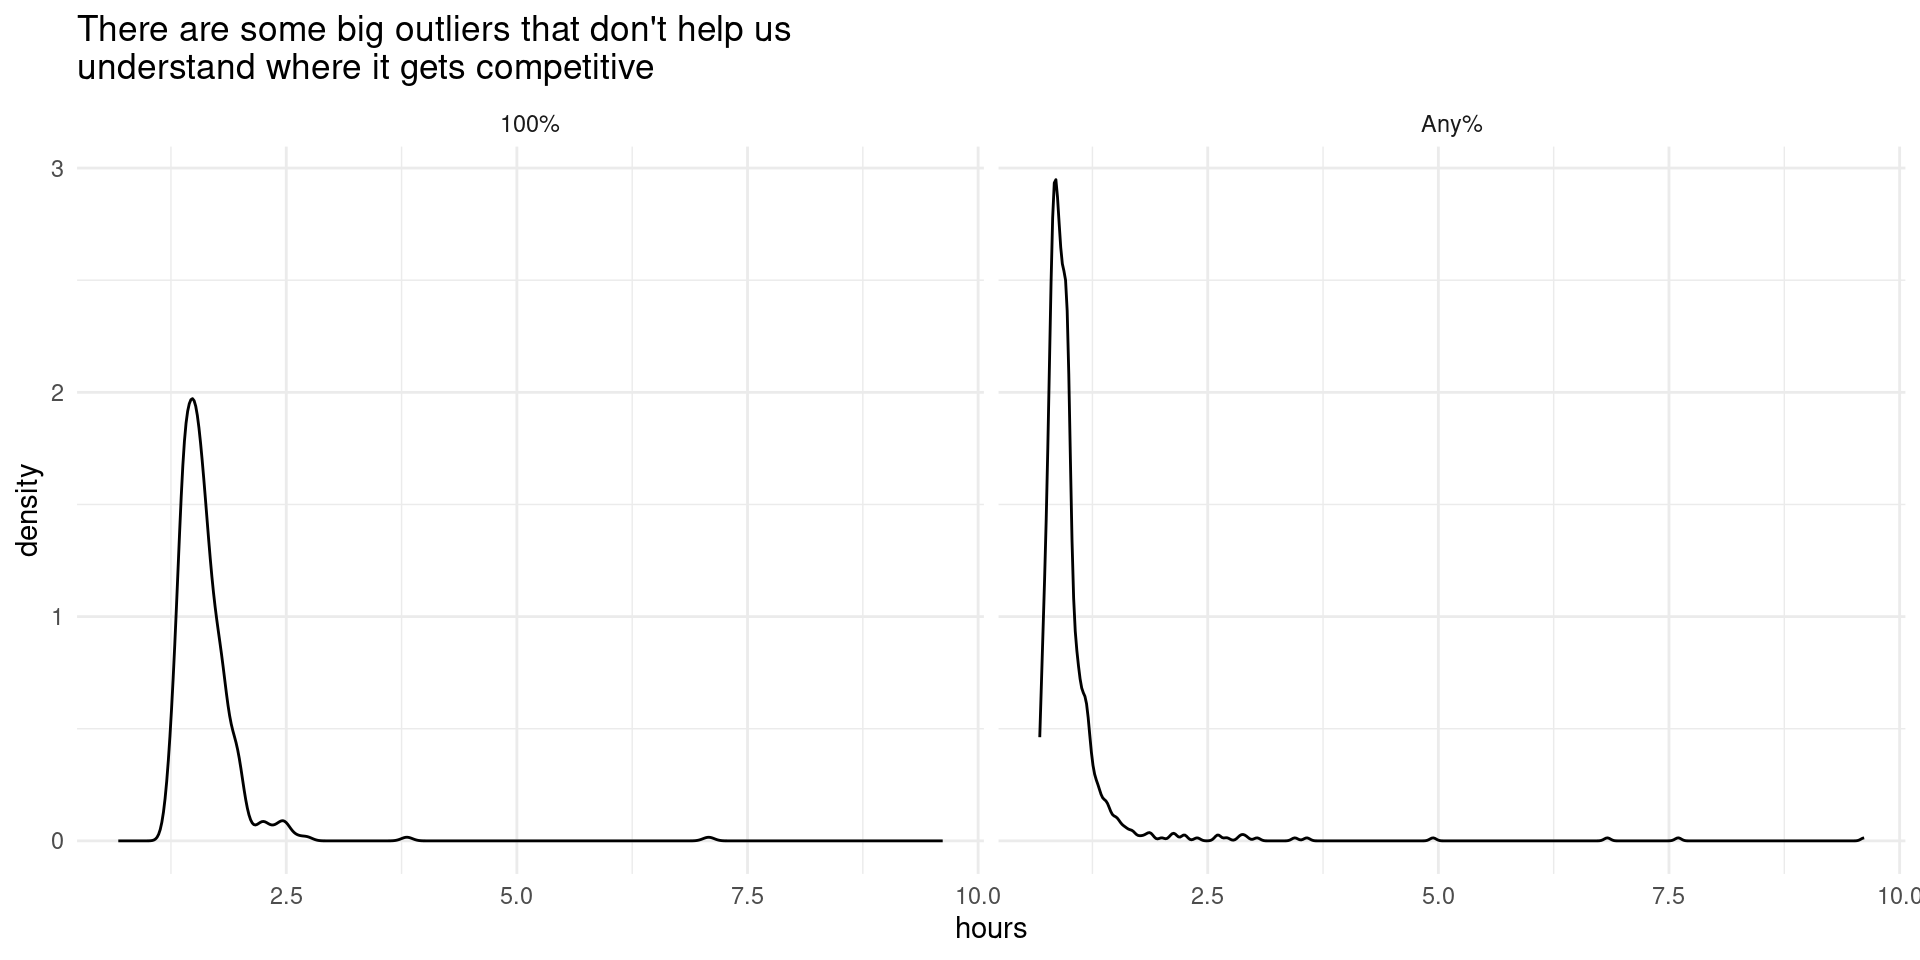 There are some big outliers that don't help us
understand where it gets competitive
100%
Any%
3
2
1
0
density
2.5
5.0
7.5
10.0
2.5
5.0
7.5
10.0
hours